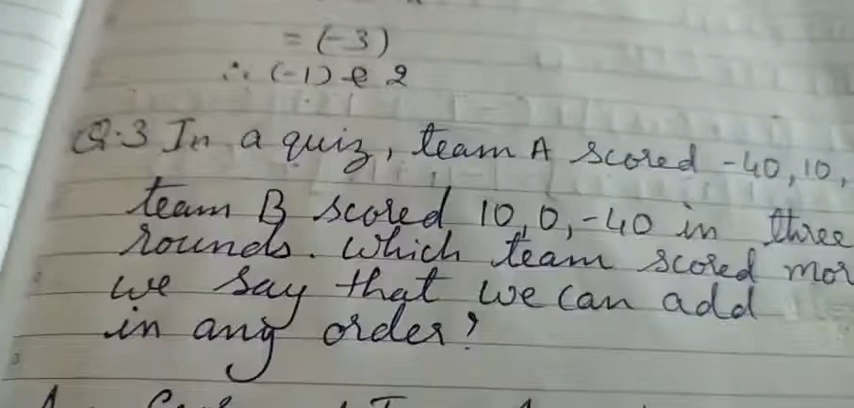 = (-3)
∴ (-1) e 2
Q.3 In a quiz, team A scored -40, 10,
team B scored 10, 0, -40 in three
rounds. Which team scored mor
we say that we can add
in any order?